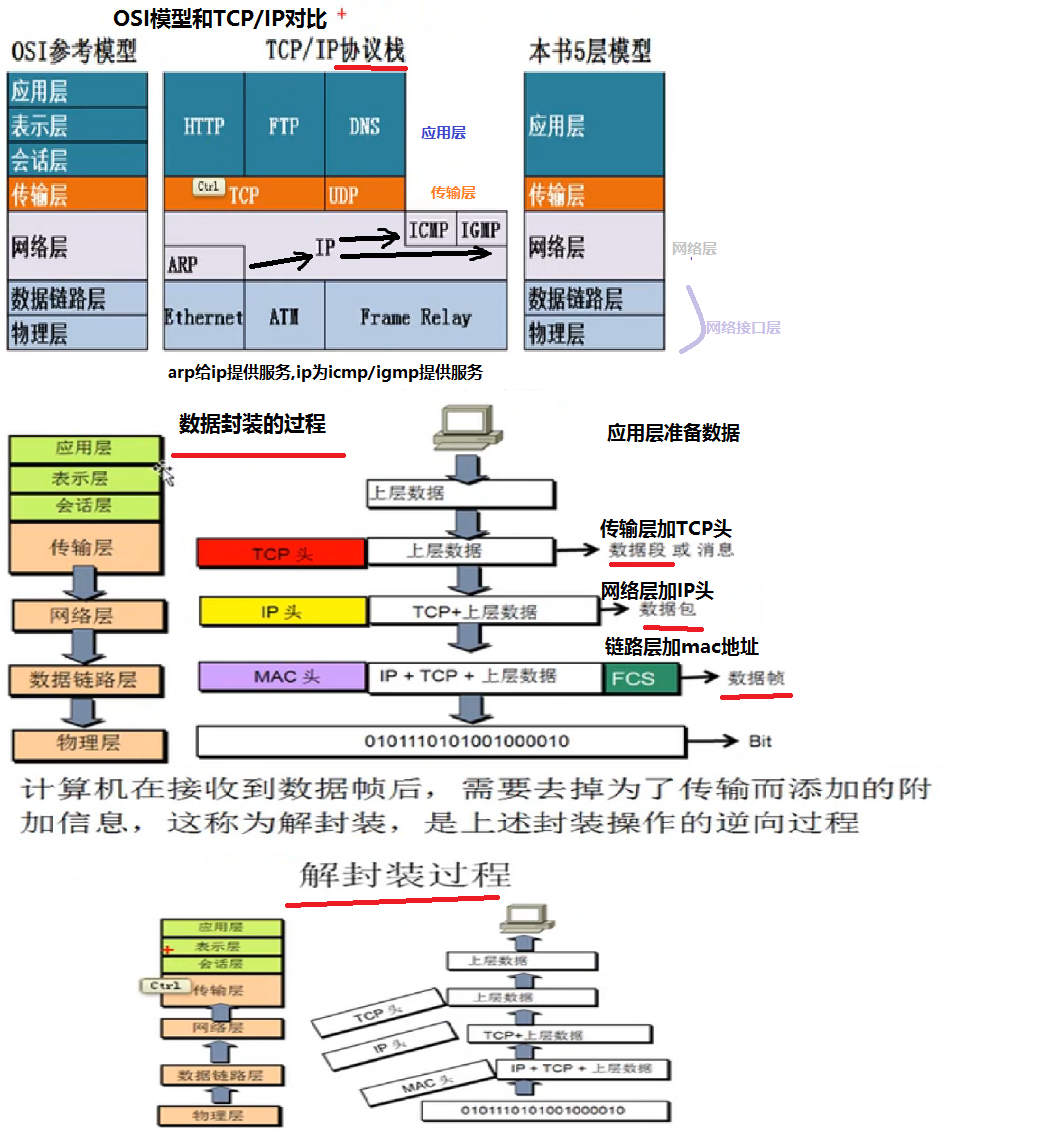 OSI模型和TCP/IP对比 +
OSI参考模型
TCP/IP协议栈
本书5层模型
应用层
表示层
会话层
传输层
网络层
数据链路层
物理层
HTTP
FTP
DNS
应用层
Ctrl
TCP
UDP
传输层
ICMP
IGMP
IP
ARP
Ethernet
ATM
Frame Relay
应用层
传输层
网络层
数据链路层
物理层
网络层
网络接口层
arp给ip提供服务,ip为icmp/igmp提供服务
数据封装的过程
应用层准备数据
应用层
表示层
会话层
传输层
网络层
数据链路层
物理层
上层数据
传输层加TCP头
TCP 头
上层数据
数据段 或 消息
网络层加IP头
IP 头
TCP+上层数据
数据包
链路层加mac地址
MAC 头
IP + TCP + 上层数据
FCS
数据帧
0101110101001000010
Bit
计算机在接收到数据帧后，需要去掉为了传输而添加的附
加信息，这称为解封装，是上述封装操作的逆向过程
解封装过程
应用层
表示层
会话层
Ctrl
传输层
网络层
数据链路层
物理层
上层数据
TCP 头
上层数据
IP 头
TCP+上层数据
MAC 头
IP + TCP + 上层数据
0101110101001000010